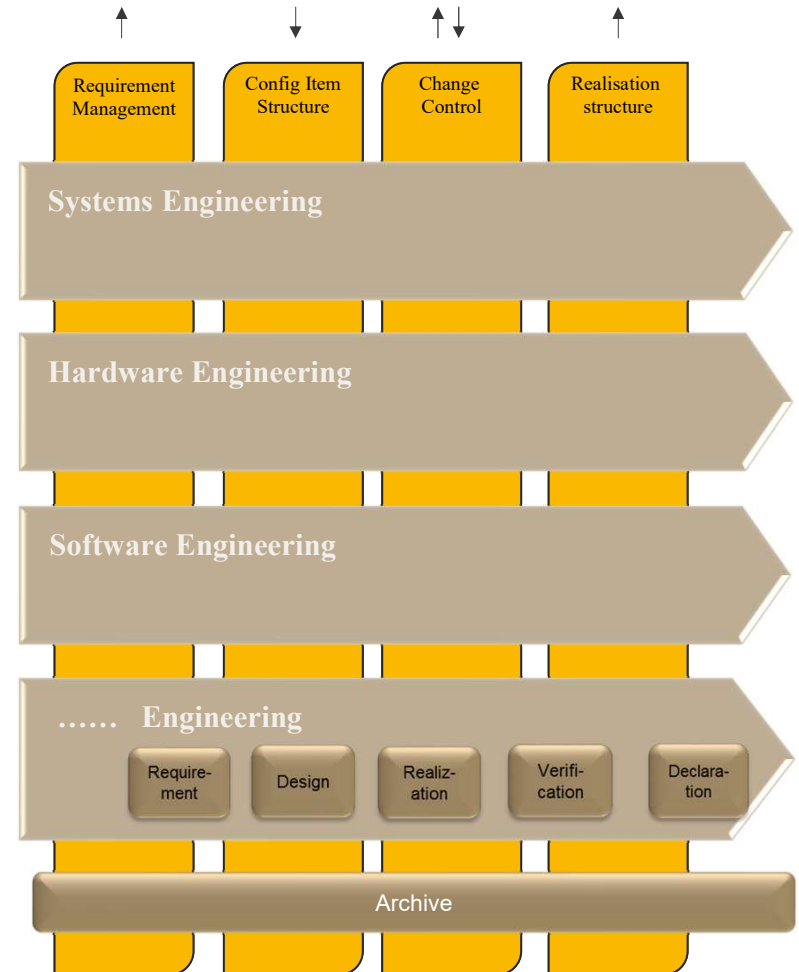 Requirement
Management
Config Item
Structure
Change
Control
Realisation
structure
Systems Engineering
Hardware Engineering
Software Engineering
…… Engineering
Require-
ment
Design
Realiz-
ation
Verifi-
cation
Declara-
tion
Archive